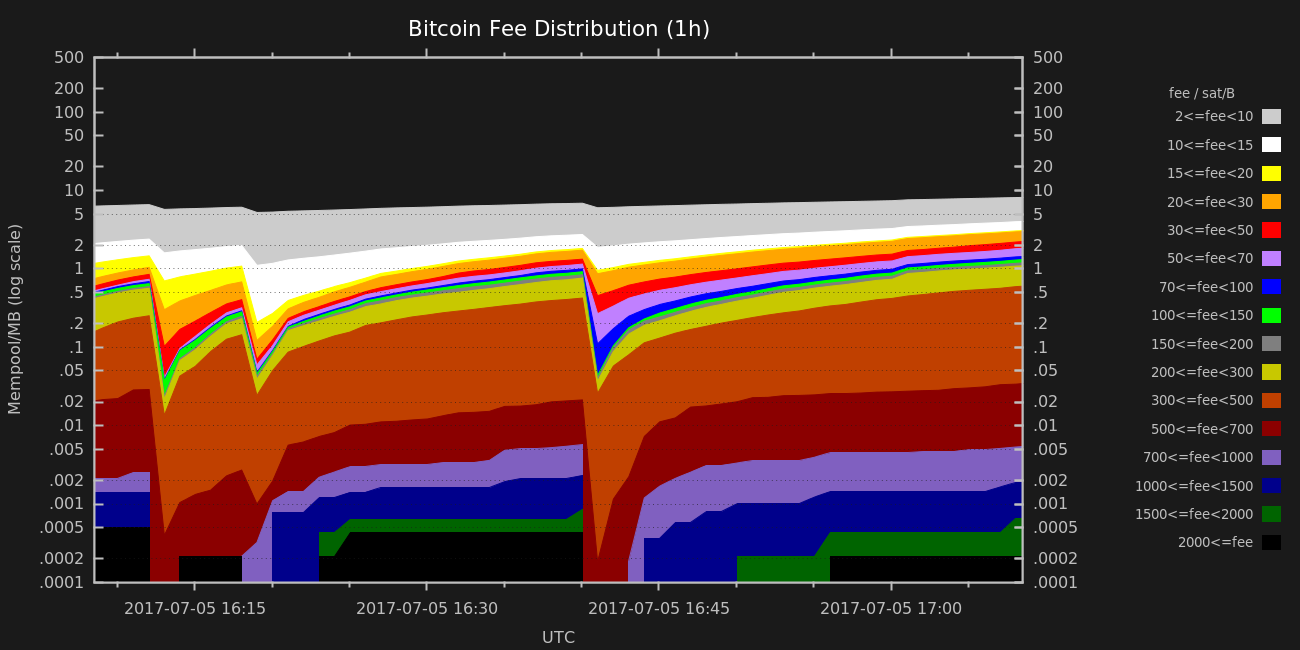 Bitcoin Fee Distribution (1h)
Mempool/MB (log scale)
500
200
100
50
20
10
5
2
1
.5
.2
.1
.05
.02
.01
.005
.002
.001
.0005
.0002
.0001
500
200
100
50
20
10
5
2
1
.5
.2
.1
.05
.02
.01
.005
.002
.001
.0005
.0002
.0001
2017-07-05 16:15 2017-07-05 16:30 2017-07-05 16:45 2017-07-05 17:00
UTC
fee / sat/B
2<=fee<10
10<=fee<15
15<=fee<20
20<=fee<30
30<=fee<50
50<=fee<70
70<=fee<100
100<=fee<150
150<=fee<200
200<=fee<300
300<=fee<500
500<=fee<700
700<=fee<1000
1000<=fee<1500
1500<=fee<2000
2000<=fee